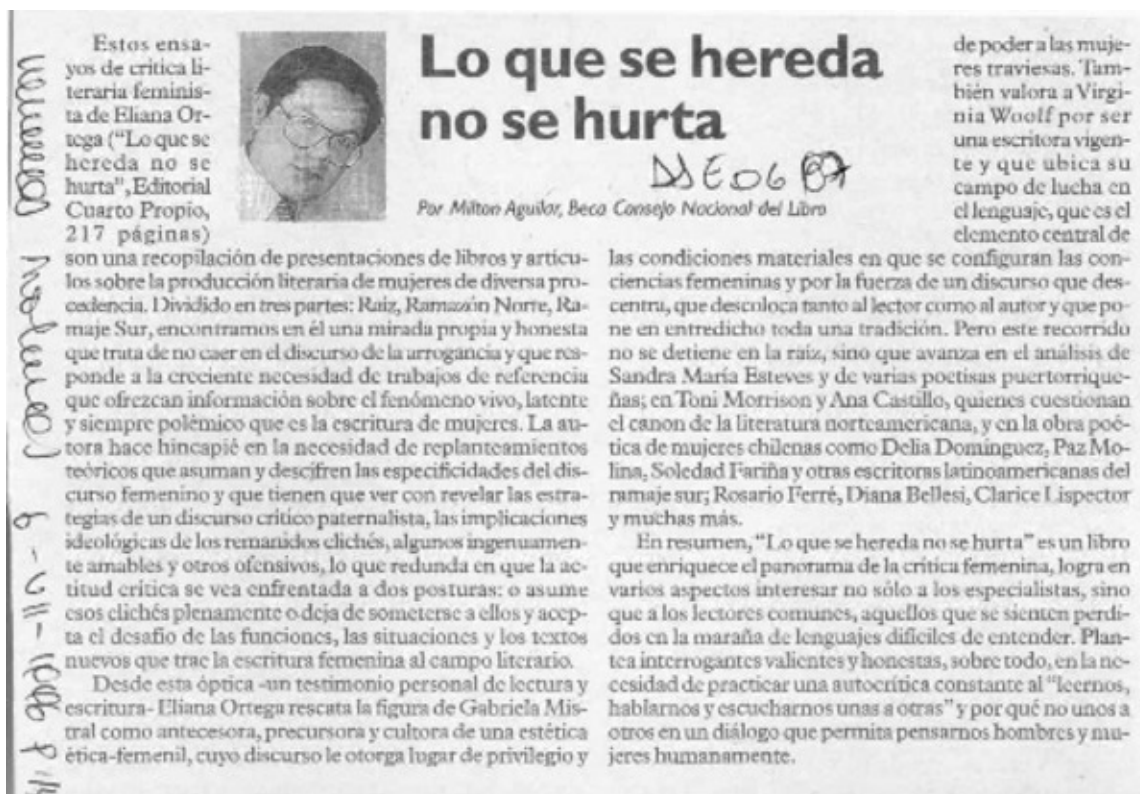 Lo que se hereda
no se hurta
Por Milton Aguilar, Beca Consejo Nacional del Libro
Estos ensa-
yos de crítica li-
teraria feminis-
ta de Eliana Or-
tega ("Lo que se
hereda no se
hurta", Editorial
Cuarto Propio,
217 páginas)
son una recopilación de presentaciones de libros y artícu-
los sobre la producción literaria de mujeres de diversa pro-
cedencia. Dividido en tres partes: Raíz, Ramazón Norte, Ra-
maje Sur, encontramos en él una mirada propia y honesta
que trata de no caer en el discurso de la arrogancia y que res-
ponde a la creciente necesidad de trabajos de referencia
que ofrezcan información sobre el fenómeno vivo, latente
y siempre polémico que es la escritura de mujeres. La au-
tora hace hincapié en la necesidad de replanteamientos
teóricos que asuman y descifren las especificidades del dis-
curso femenino y que tienen que ver con revelar las estra-
tegias de un discurso crítico paternalista, las implicaciones
ideológicas de los remanidos clichés, algunos ingenuamen-
te amables y otros ofensivos, lo que redunda en que la ac-
titud crítica se vea enfrentada a dos posturas: o asume
esos clichés plenamente o deja de someterse a ellos y acep-
ta el desafío de las funciones, las situaciones y los textos
nuevos que trae la escritura femenina al campo literario.
Desde esta óptica -un testimonio personal de lectura y
escritura- Eliana Ortega rescata la figura de Gabriela Mis-
tral como antecesora, precursora y cultora de una estética
ética-femenil, cuyo discurso le otorga lugar de privilegio y
de poder a las muje-
res traviesas. Tam-
bién valora a Virgi-
nia Woolf por ser
una escritora vigen-
te y que ubica su
campo de lucha en
el lenguaje, que es el
elemento central de
las condiciones materiales en que se configuran las con-
ciencias femeninas y por la fuerza de un discurso que des-
centra, que descoloca tanto al lector como al autor y que po-
ne en entredicho toda una tradición. Pero este recorrido
no se detiene en la raíz, sino que avanza en el análisis de
Sandra María Esteves y de varias poetisas puertorrique-
ñas; en Toni Morrison y Ana Castillo, quienes cuestionan
el canon de la literatura norteamericana, y en la obra poé-
tica de mujeres chilenas como Delia Domínguez, Paz Mo-
lina, Soledad Fariña y otras escritoras latinoamericanas del
ramaje sur; Rosario Ferré, Diana Bellesi, Clarice Lispector
y muchas más.
En resumen, "Lo que se hereda no se hurta" es un libro
que enriquece el panorama de la crítica femenina, logra en
varios aspectos interesar no sólo a los especialistas, sino
que a los lectores comunes, aquellos que se sienten perdi-
dos en la maraña de lenguajes difíciles de entender. Plan-
tea interrogantes valientes y honestas, sobre todo, en la ne-
cesidad de practicar una autocrítica constante al "leernos,
hablarnos y escucharnos unas a otras" y por qué no unos a
otros en un diálogo que permita pensarnos hombres y mu-
jeres humanamente.